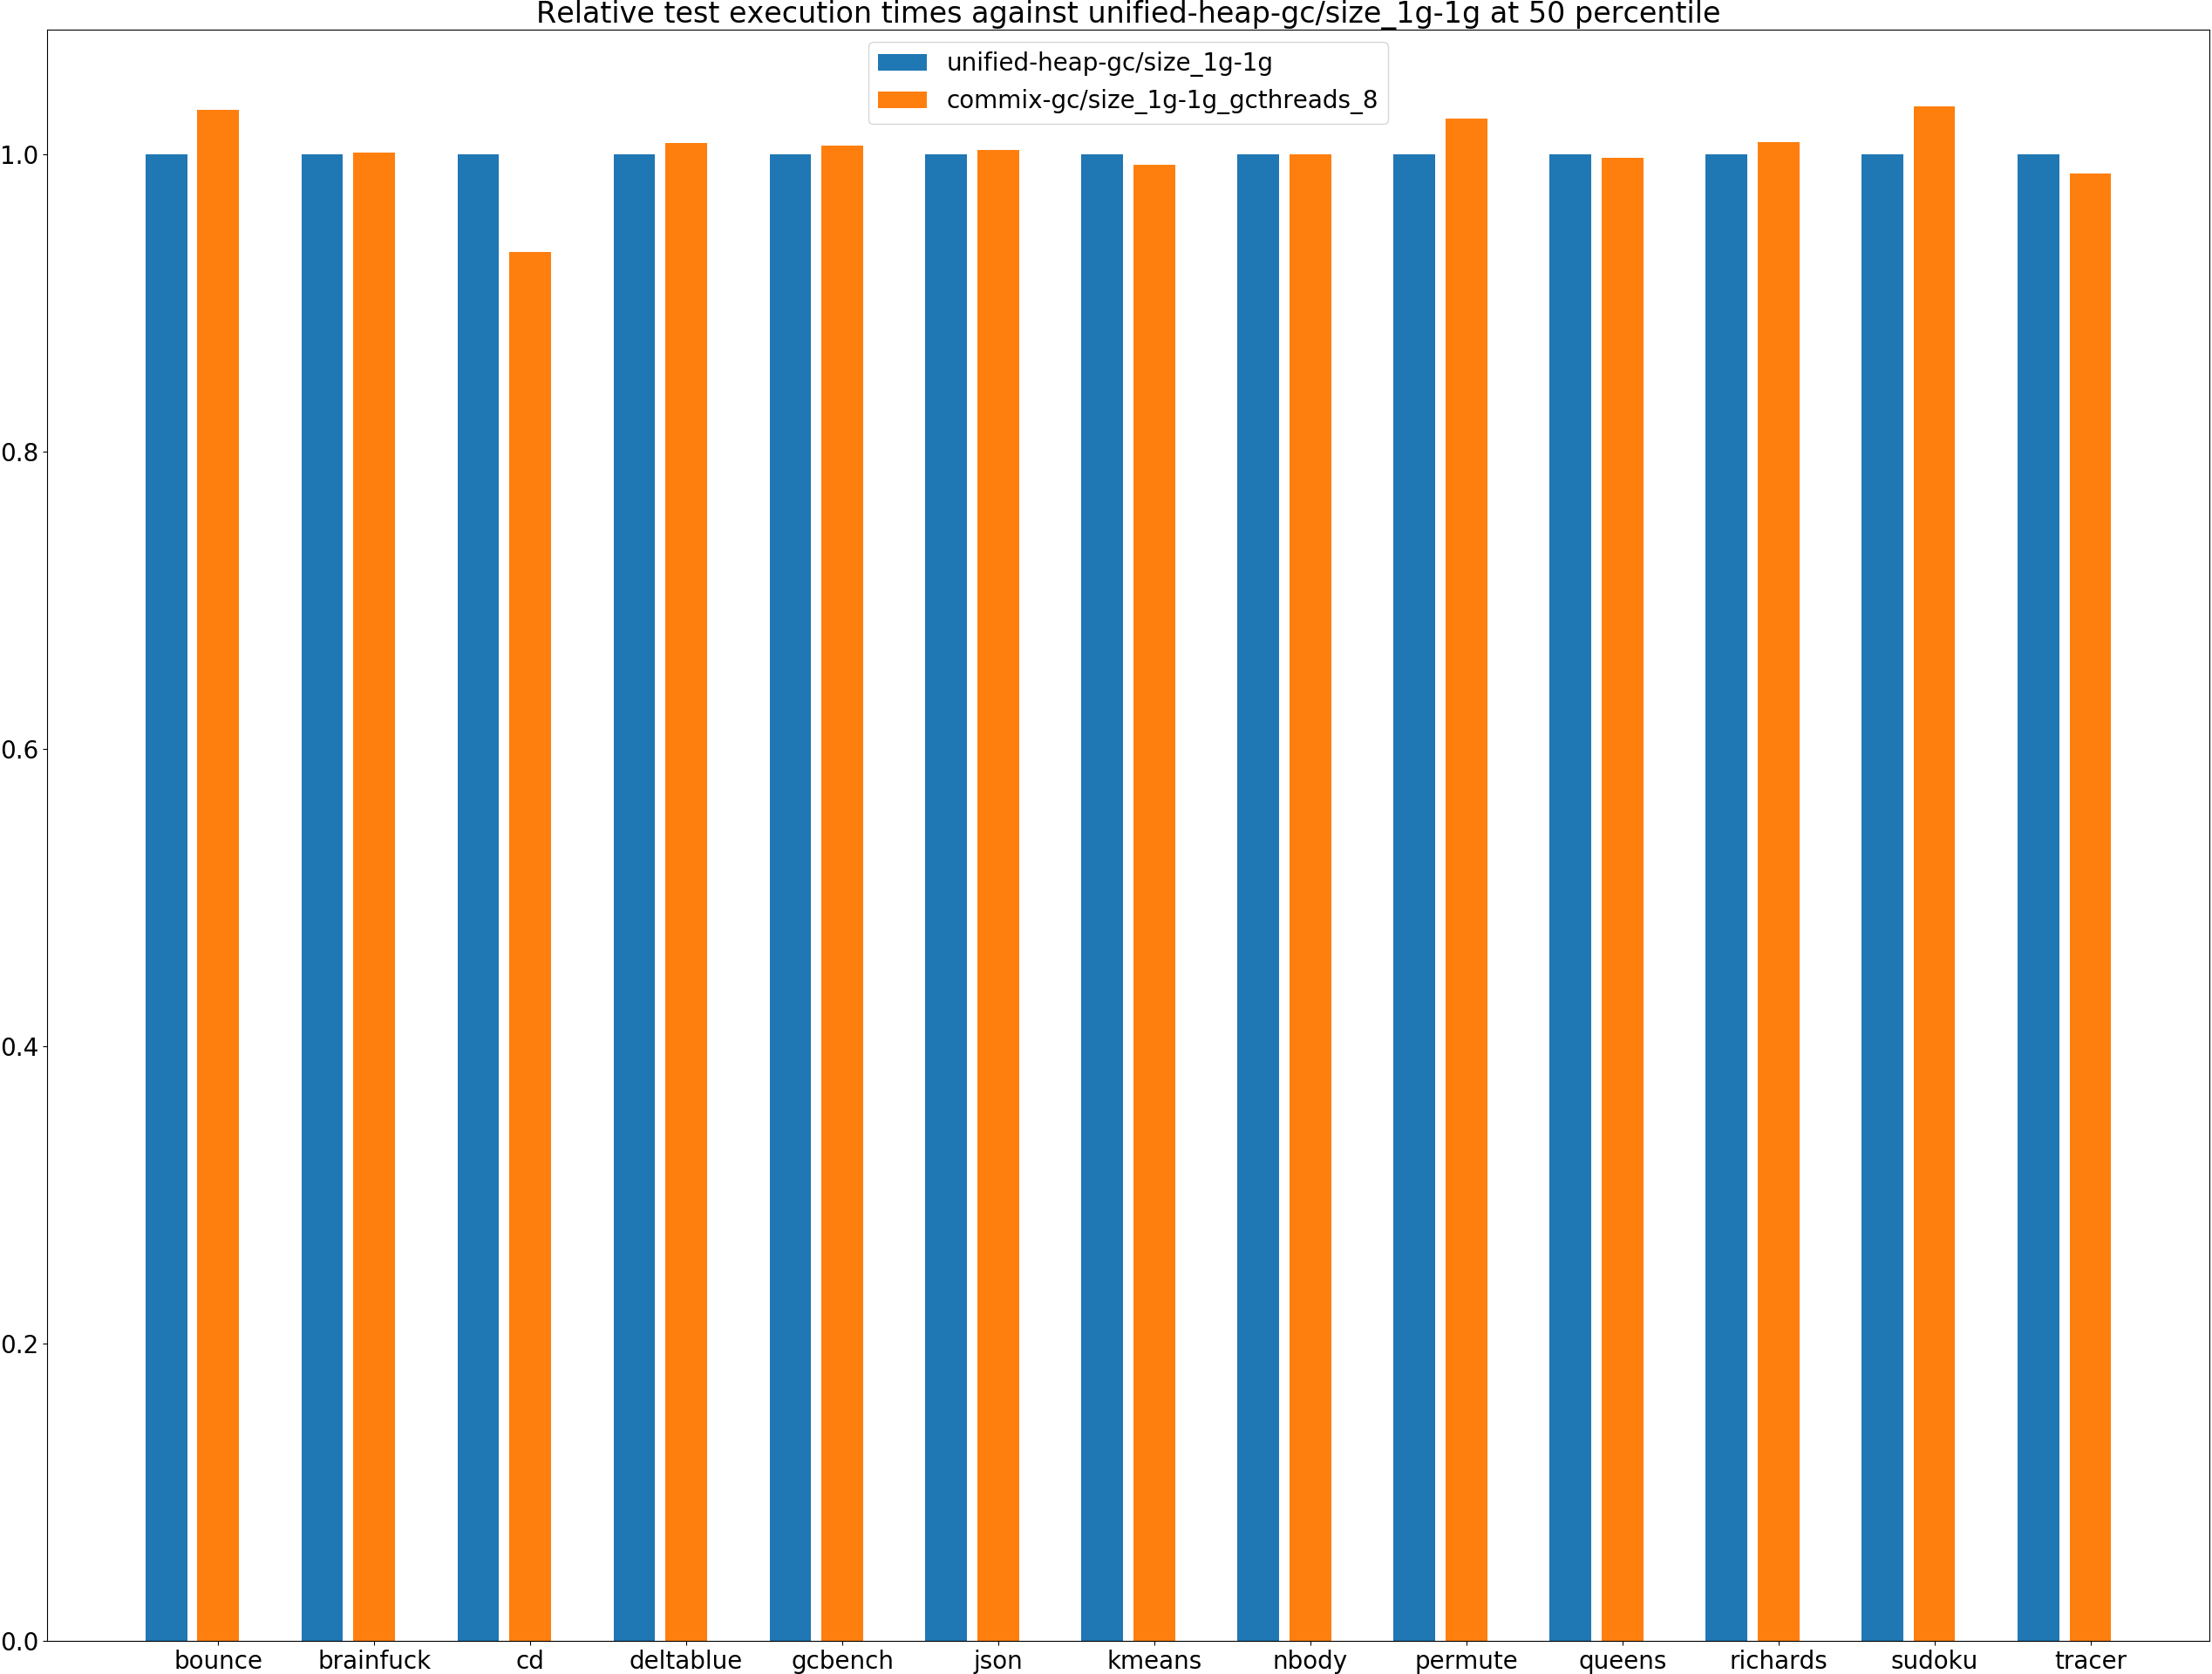 Relative test execution times against unified-heap-gc/size_1g-1g at 50 percentile
unified-heap-gc/size_1g-1g
commix-gc/size_1g-1g_gcthreads_8
1.0
0.8
0.6
0.4
0.2
0.0
bounce brainfuck cd deltablue gcbench json kmeans nbody permute queens richards sudoku tracer